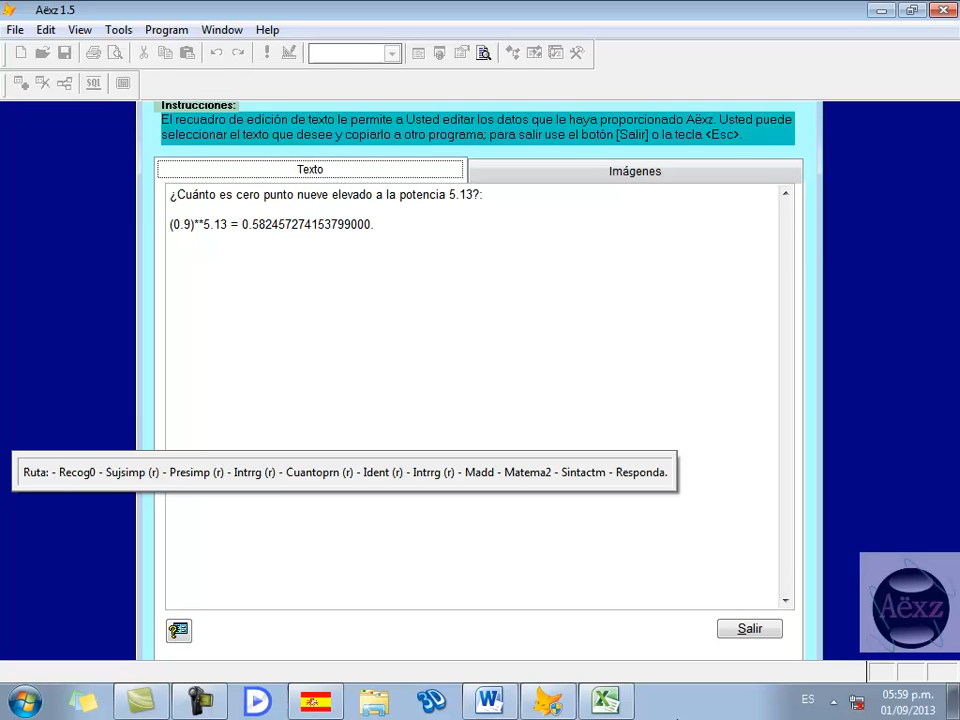 Aëxz 1.5
File Edit View Tools Program Window Help
SQL
Instrucciones:
El recuadro de edición de texto le permite a Usted editar los datos que le haya proporcionado Aëxz. Usted puede
seleccionar el texto que desee y copiarlo a otro programa; para salir use el botón [Salir] o la tecla <Esc>.
Texto Imágenes
¿Cuánto es cero punto nueve elevado a la potencia 5.13?:
(0.9)**5.13 = 0.582457274153799000.
Ruta: - Recog0 - Sujsimp (r) - Presimp (r) - Intrrg (r) - Cuantoprn (r) - Ident (r) - Intrrg (r) - Madd - Matema2 - Sintactm - Responda.
Aëxz
Salir
ES 05:59 p.m.
01/09/2013